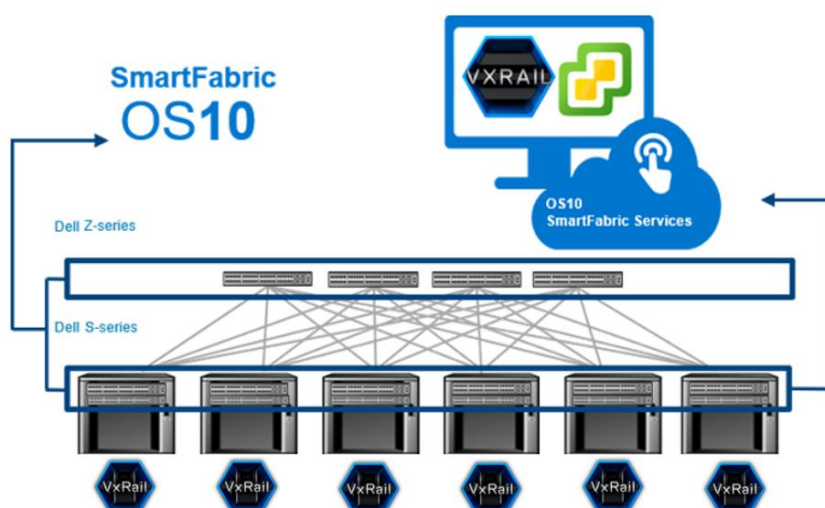 SmartFabric
OS10
VXRAIL
OS10
SmartFabric Services
Dell Z-series
Dell S-series
VxRail
VxRail
VxRail
VxRail
VxRail
VxRail